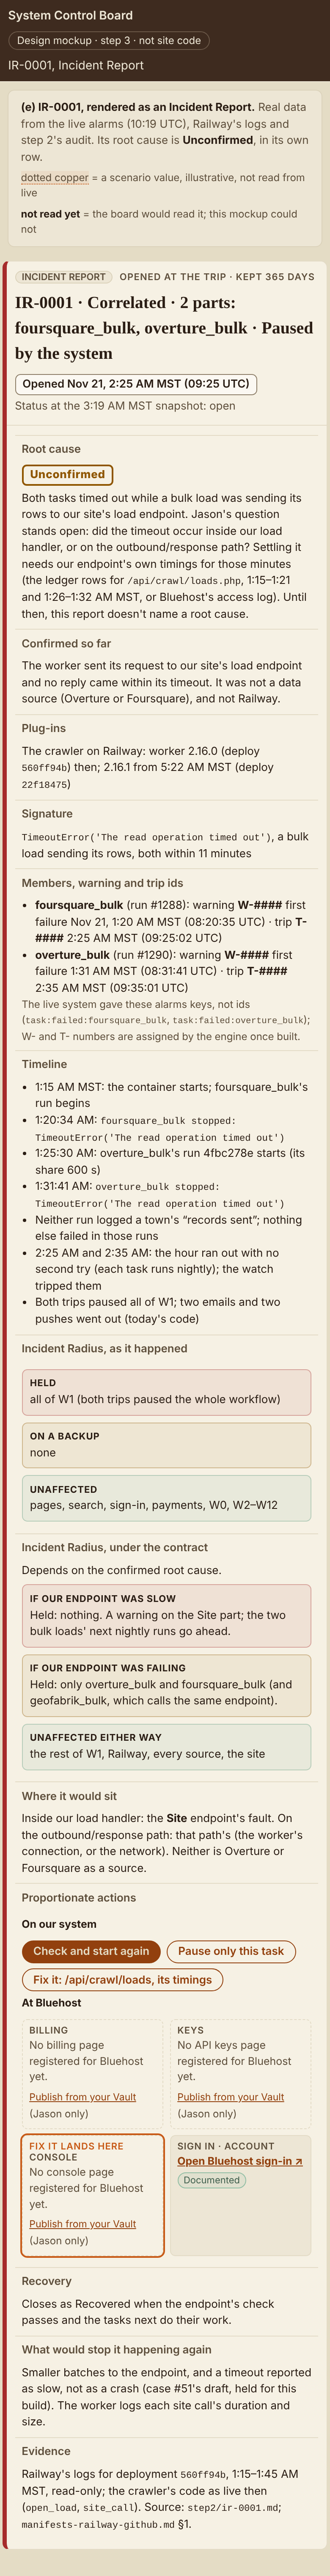 System Control Board
Design mockup · step 3 · not site code
IR-0001, Incident Report
(e) IR-0001, rendered as an Incident Report. Real data
from the live alarms (10:19 UTC), Railway's logs and
step 2's audit. Its root cause is Unconfirmed, in its own
row.
dotted copper = a scenario value, illustrative, not read from
live
not read yet = the board would read it; this mockup could
not
INCIDENT REPORT OPENED AT THE TRIP · KEPT 365 DAYS
IR-0001 · Correlated · 2 parts:
foursquare_bulk, overture_bulk · Paused
by the system
Opened Nov 21, 2:25 AM MST (09:25 UTC)
Status at the 3:19 AM snapshot: open
Root cause
Unconfirmed
Both tasks timed out while a bulk load was sending its
rows to our site's load endpoint. Jason's question
stands open: did the timeout occur inside our load
handler, or on the outbound/response path? Settling it
needs our endpoint's own timings for those minutes
(the ledger rows for /api/crawl/loads.php, 1:15–1:21
and 1:26–1:32 AM MST, or Bluehost's access log). Until
then, this report doesn't name a root cause.
Confirmed so far
The worker sent its request to our site's load endpoint
and no reply came within its timeout. It was not a data
source (Overture or Foursquare), and not Railway.
Plug-ins
The crawler on Railway: worker 2.16.0 (deploy
560ff94b) then; 2.16.1 from 5:22 AM MST (deploy
22f18475)
Signature
TimeoutError('The read operation timed out'), a bulk
load sending its rows, both within 11 minutes
Members, warning and trip ids
• foursquare_bulk (run #1288): warning W-#### first
failure Nov 21, 1:20 AM MST (08:20:35 UTC) · trip T-
#### 2:25 AM MST (09:25:02 UTC)
• overture_bulk (run #1290): warning W-#### first
failure 1:31 AM MST (08:31:41 UTC) · trip T-####
2:35 AM MST (09:35:01 UTC)
The live system gave these alarms keys, not ids
(task:failed:foursquare_bulk, task:failed:overture_bulk);
W- and T- numbers are assigned by the engine once built.
Timeline
• 1:15 AM MST: the container starts; foursquare_bulk's
run begins
• 1:20:34 AM: foursquare_bulk stopped:
TimeoutError('The read operation timed out')
• 1:25:30 AM: overture_bulk's run 4fbc278e starts (its
share 600 s)
• 1:31:41 AM: overture_bulk stopped:
TimeoutError('The read operation timed out')
• Neither run logged a town's “records sent”; nothing
else failed in those runs
• 2:25 AM and 2:35 AM: the hour ran out with no
second try (each task runs nightly); the watch
tripped them
• Both trips paused all of W1; two emails and two
pushes went out (today's code)
Incident Radius, as it happened
HELD
all of W1 (both trips paused the whole workflow)
ON A BACKUP
none
UNAFFECTED
pages, search, sign-in, payments, W0, W2–W12
Incident Radius, under the contract
Depends on the confirmed root cause.
IF OUR ENDPOINT WAS SLOW
Held: nothing. A warning on the Site part; the two
bulk loads' next nightly runs go ahead.
IF OUR ENDPOINT WAS FAILING
Held: only overture_bulk and foursquare_bulk (and
geofabrik_bulk, which calls the same endpoint).
UNAFFECTED EITHER WAY
the rest of W1, Railway, every source, the site
Where it would sit
Inside our load handler: the Site endpoint's fault. On
the outbound/response path: that path's (the worker's
connection, or the network). Neither is Overture or
Foursquare as a source.
Proportionate actions
On our system
Check and start again Pause only this task
Fix it: /api/crawl/loads, its timings
At Bluehost
BILLING
No billing page
registered for Bluehost
yet.
Publish from your Vault
(Jason only)
KEYS
No API keys page
registered for Bluehost
yet.
Publish from your Vault
(Jason only)
FIX IT LANDS HERE
CONSOLE
No console page
registered for Bluehost
yet.
Publish from your Vault
(Jason only)
SIGN IN · ACCOUNT
Open Bluehost sign-in ↗
Documented
Recovery
Closes as Recovered when the endpoint's check
passes and the tasks next do their work.
What would stop it happening again
Smaller batches to the endpoint, and a timeout reported
as slow, not as a crash (case #51's draft, held for this
build). The worker logs each site call's duration and
size.
Evidence
Railway's logs for deployment 560ff94b, 1:15–1:45 AM
MST, read-only; the crawler's code as live then
(open_load, site_call). Source: step2/ir-0001.md;
manifests-railway-github.md §1.